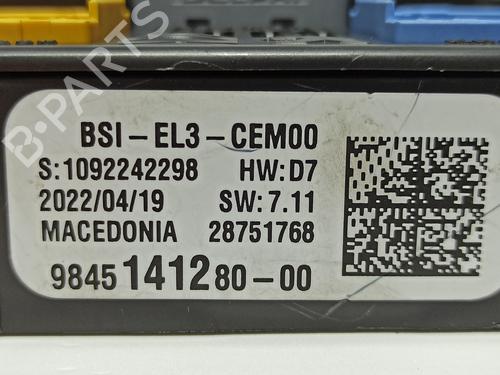 BSI-EL3-CEM00
S:1092242298 HW:D7
2022/04/19 SW:7.11
MACEDONIA 28751768
9845141280-00
B-PARTS